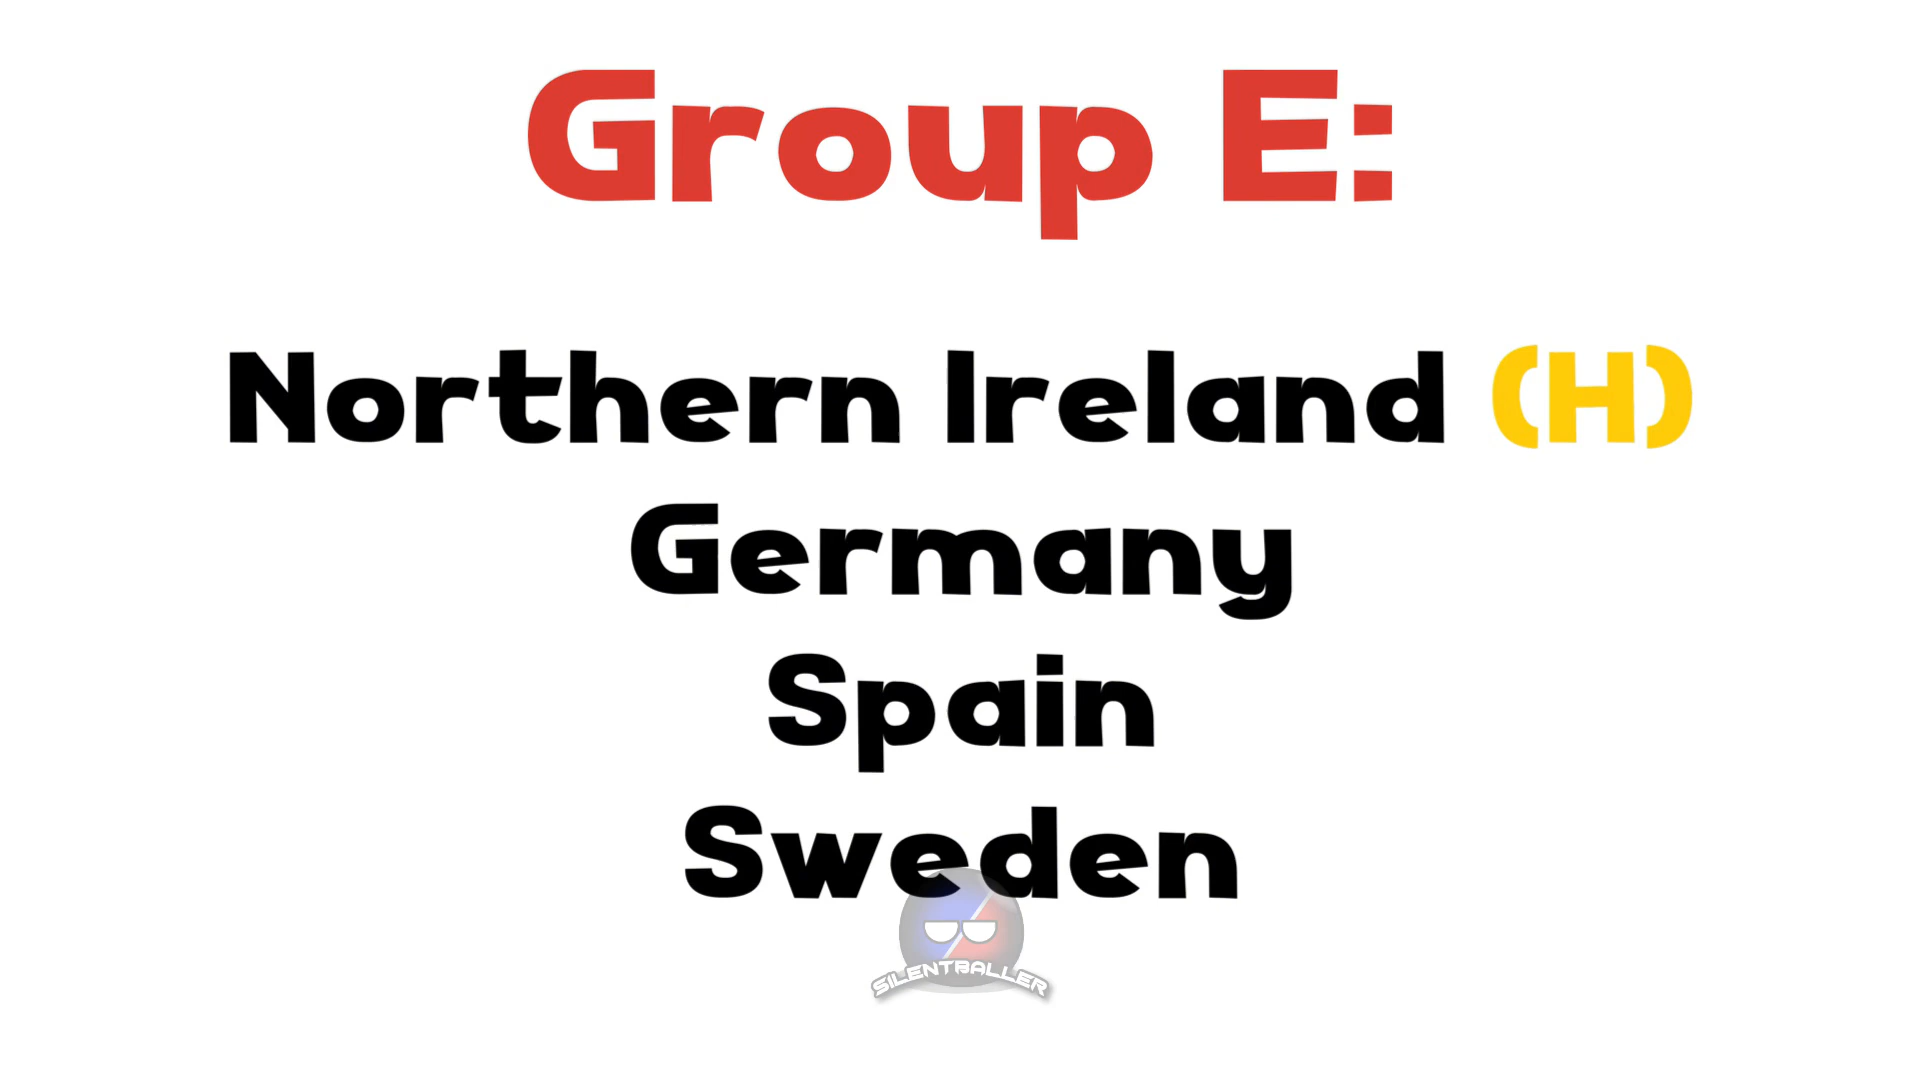 Group E:
Northern Ireland (H)
Germany
Spain
Sweden
SILENTBALLER